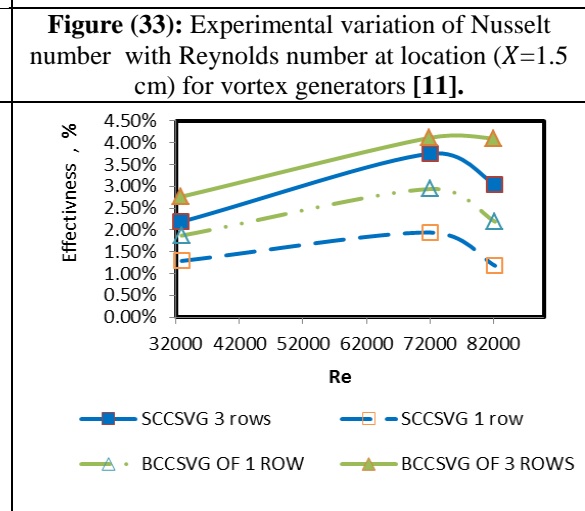 Figure (33): Experimental variation of Nusselt
number with Reynolds number at location (X=1.5
cm) for vortex generators [11].
4.50%
4.00%
3.50%
3.00%
2.50%
2.00%
1.50%
1.00%
0.50%
0.00%
Effectivness , %
32000 42000 52000 62000 72000 82000
Re
SCCSVG 3 rows
SCCSVG 1 row
BCCSVG OF 1 ROW
BCCSVG OF 3 ROWS